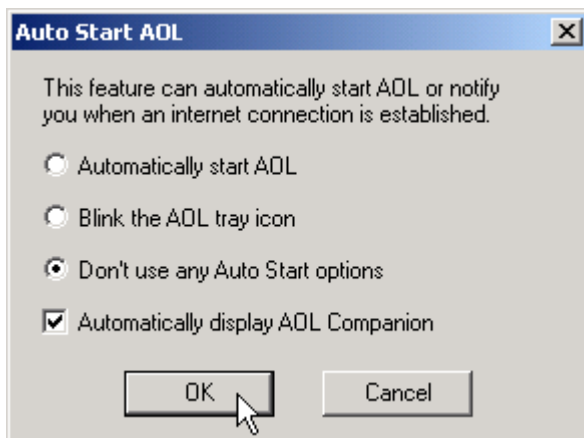 Auto Start AOL
This feature can automatically start AOL or notify
you when an internet connection is established.
Automatically start AOL
Blink the AOL tray icon
Don't use any Auto Start options
Automatically display AOL Companion
OK Cancel